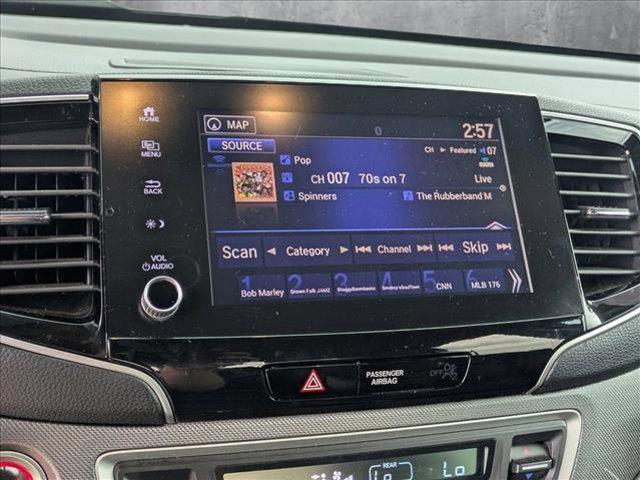 HOME
MENU
BACK
VOL
AUDIO
MAP
2:57
SOURCE
CH Featured 07
sxm
Pop
CH 007 70s on 7
Live
Spinners
The Rubberband M
Scan
Category
Channel
Skip
1 Bob Marley
2 Grown Folk JAMZ
3 ShaggyBoombastic
4 Smokey'sSoulTown
5 CNN
6 MLB 176
PASSENGER
AIRBAG
OFF
REAR
Lo
Lo